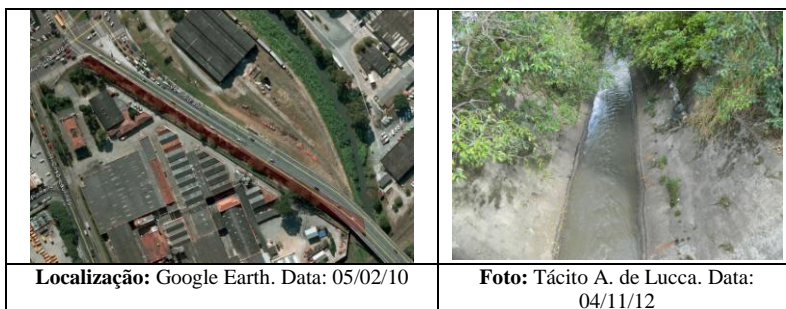 Localização: Google Earth. Data: 05/02/10
Foto: Tácito A. de Lucca. Data:
04/11/12